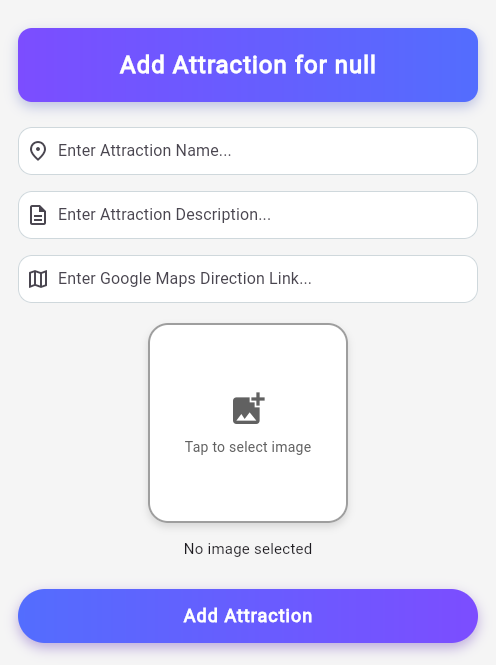 Add Attraction for null
Enter Attraction Name...
Enter Attraction Description...
Enter Google Maps Direction Link...
Tap to select image
No image selected
Add Attraction